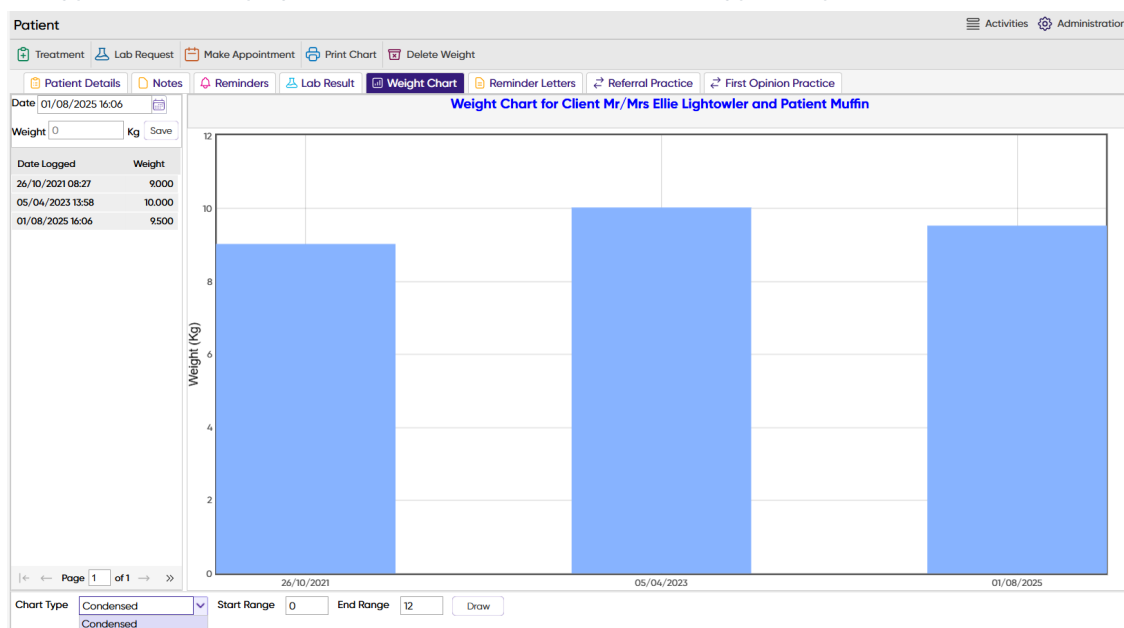 Patient
Activities Administration
Treatment Lab Request Make Appointment Print Chart Delete Weight
Patient Details Notes Reminders Lab Result Weight Chart Reminder Letters Referral Practice First Opinion Practice
Date 01/08/2025 16:06
Weight 0 Kg Save
Date Logged Weight
26/10/2021 08:27 9.000
05/04/2023 13:58 10.000
01/08/2025 16:06 9.500
Page 1 of 1
Weight Chart for Client Mr/Mrs Ellie Lightowler and Patient Muffin
12
10
8
6
4
2
0
Weight (Kg)
26/10/2021 05/04/2023 01/08/2025
Chart Type Condensed Start Range 0 End Range 12 Draw
Condensed